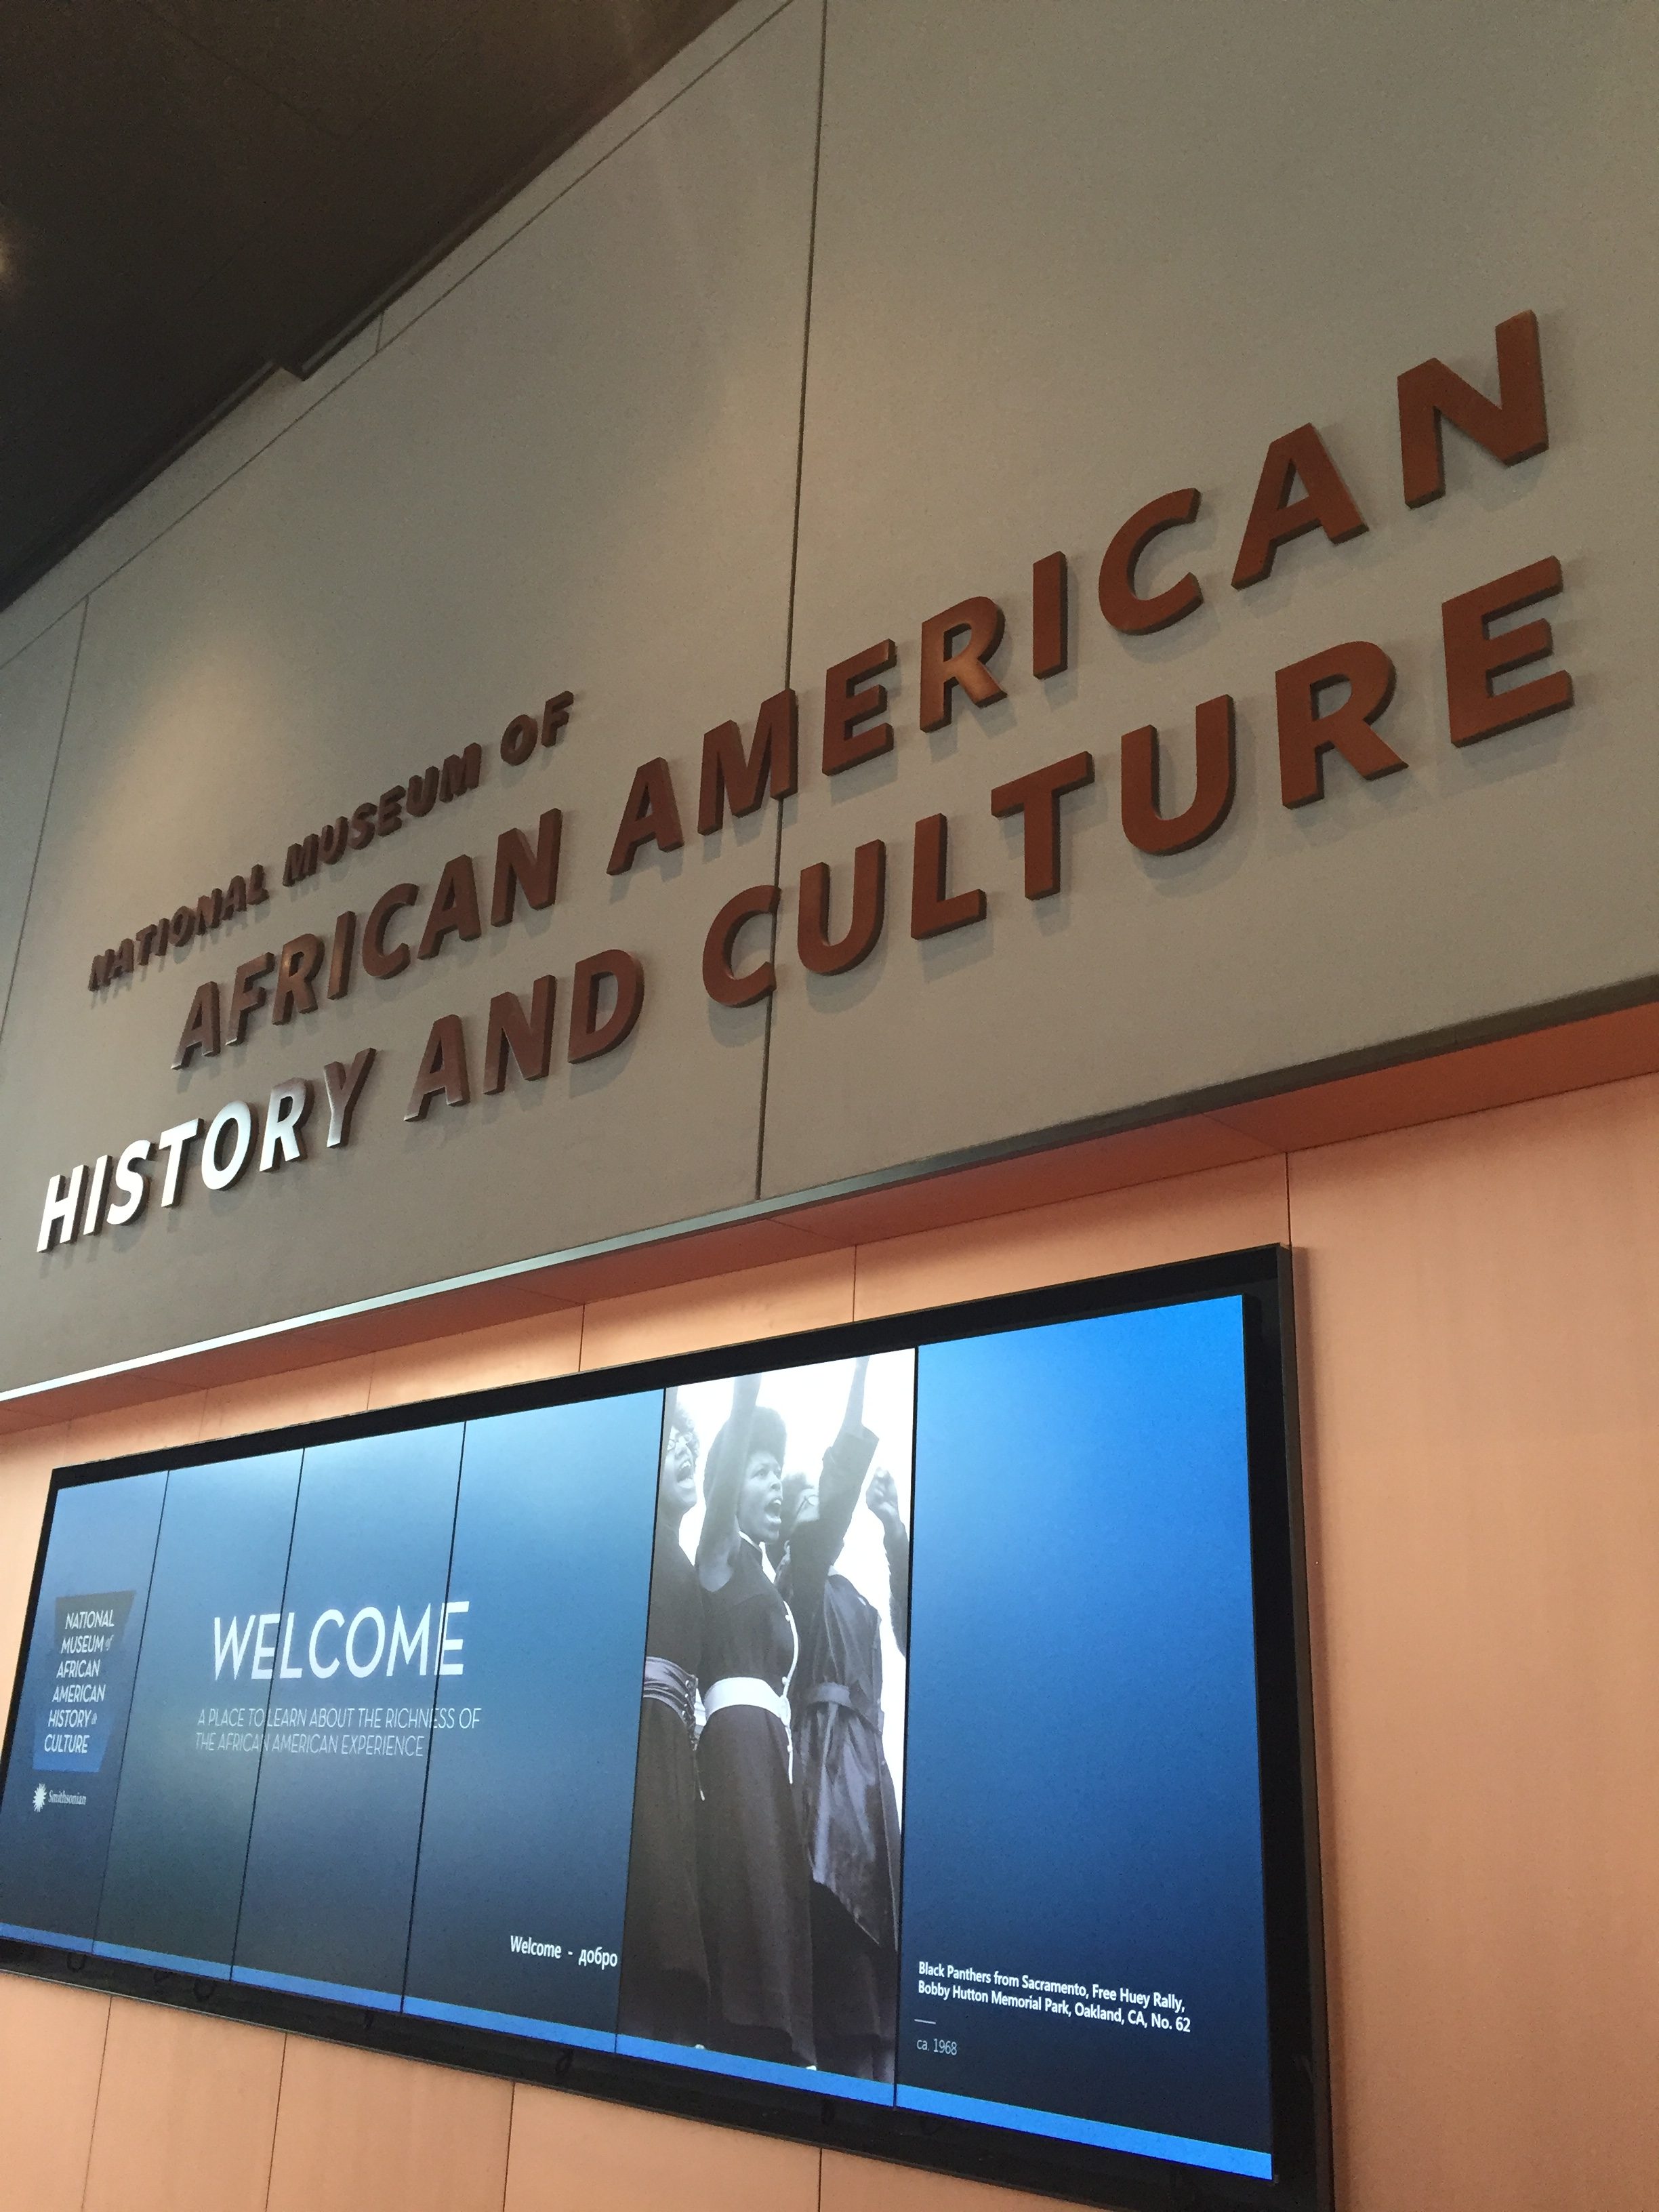 NATIONAL MUSEUM OF
AFRICAN AMERICAN
HISTORY AND CULTURE
NATIONAL
MUSEUM of
AFRICAN
AMERICAN
HISTORY &
CULTURE
Smithsonian
WELCOME
A PLACE TO LEARN ABOUT THE RICHNESS OF
THE AFRICAN AMERICAN EXPERIENCE
Welcome - добро
Black Panthers from Sacramento, Free Huey Rally,
Bobby Hutton Memorial Park, Oakland, CA, No. 62
ca. 1968